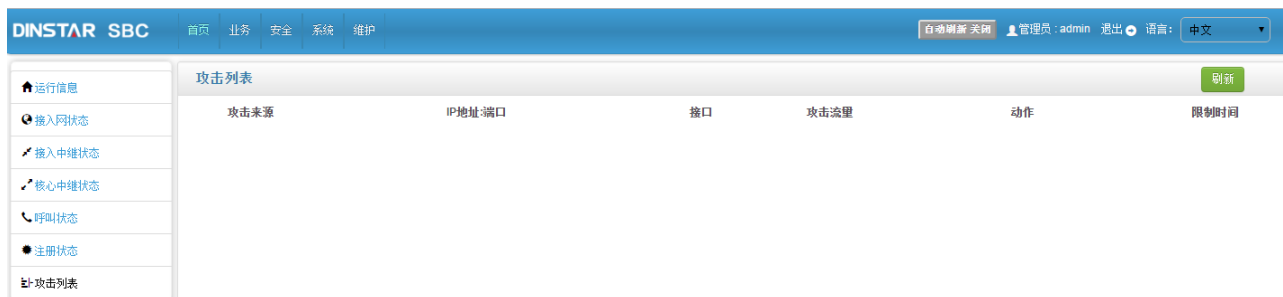 DINSTAR SBC 首页 业务 安全 系统 维护 自动刷新 关闭 管理员 : admin 退出 语言: 中文
运行信息
接入网状态
接入中继状态
核心中继状态
呼叫状态
注册状态
攻击列表
攻击列表 刷新
攻击来源 IP地址:端口 接口 攻击流里 动作 限制时间